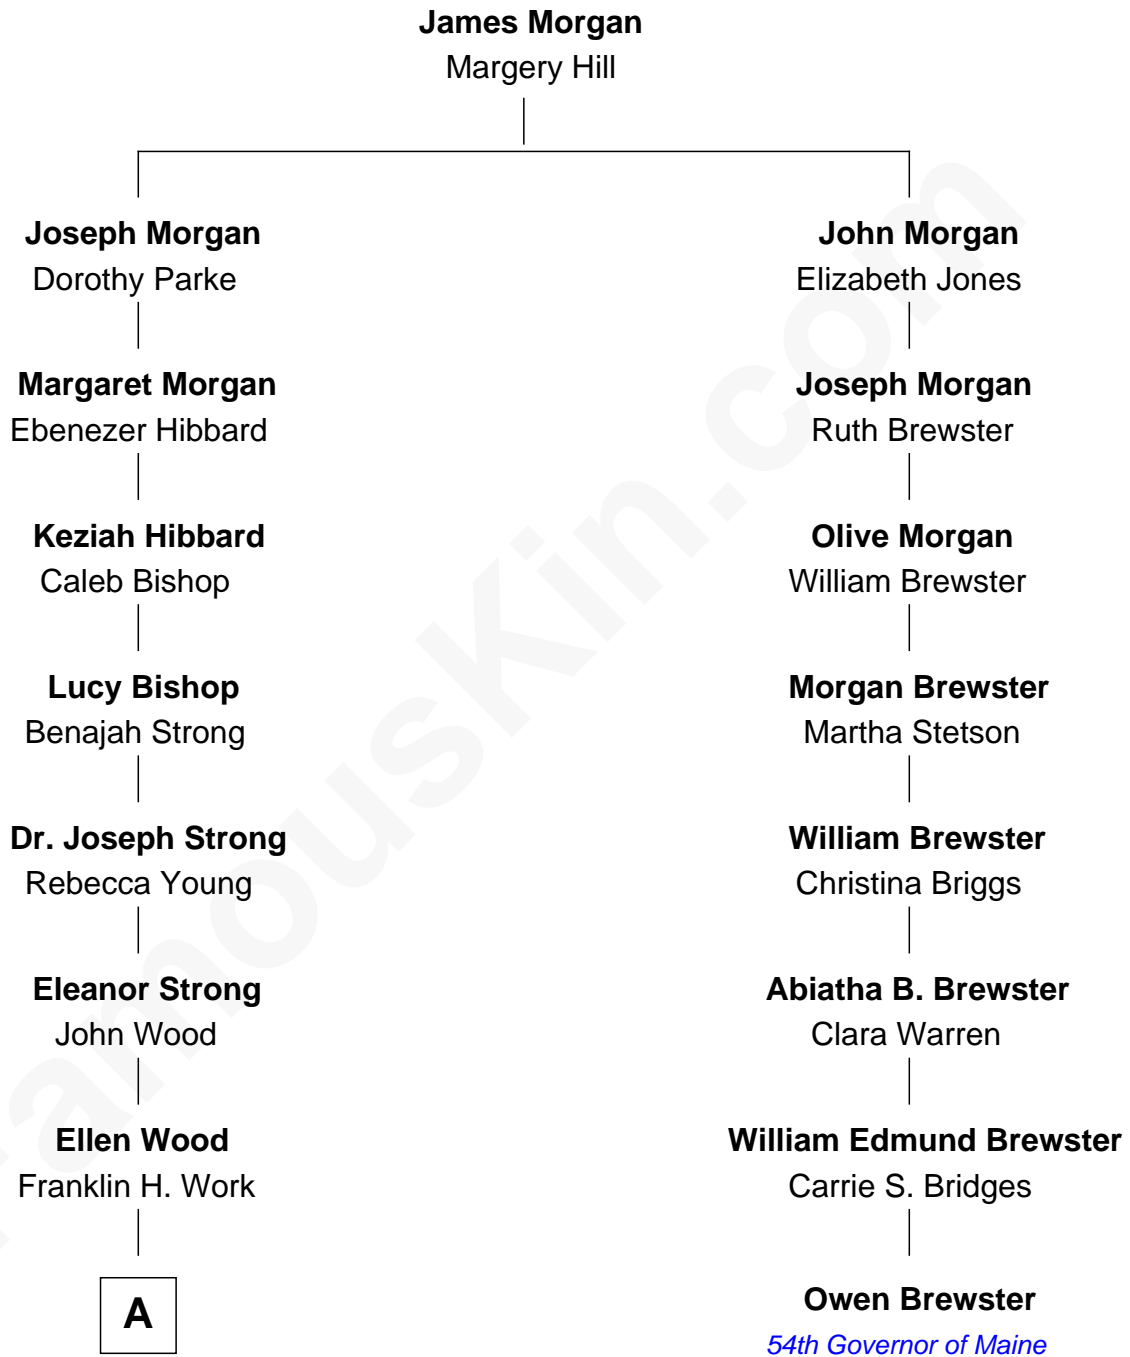 James Morgan
Margery Hill
Joseph Morgan
Dorothy Parke
John Morgan
Elizabeth Jones
Margaret Morgan
Ebenezer Hibbard
Joseph Morgan
Ruth Brewster
Keziah Hibbard
Caleb Bishop
Olive Morgan
William Brewster
Lucy Bishop
Benajah Strong
Morgan Brewster
Martha Stetson
Dr. Joseph Strong
Rebecca Young
William Brewster
Christina Briggs
Eleanor Strong
John Wood
Abiatha B. Brewster
Clara Warren
Ellen Wood
Franklin H. Work
William Edmund Brewster
Carrie S. Bridges
A
Owen Brewster
54th Governor of Maine
FamousKin.com